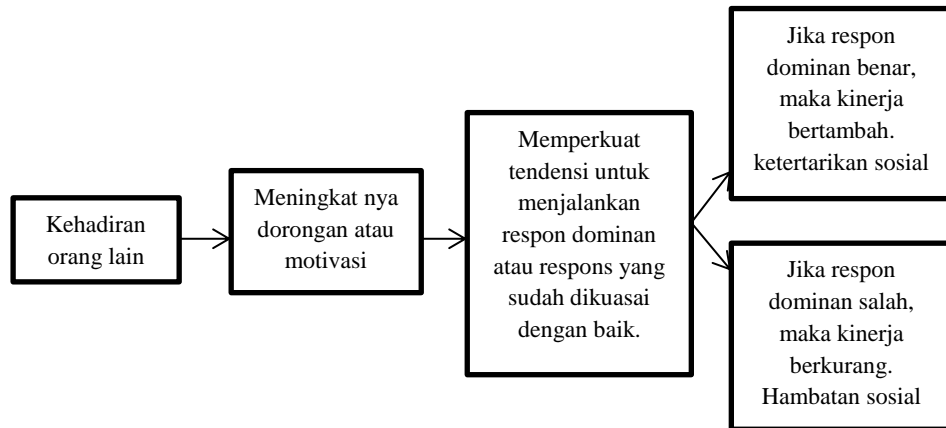 Kehadiran
orang lain
Meningkat nya
dorongan atau
motivasi
Memperkuat
tendensi untuk
menjalankan
respon dominan
atau respons yang
sudah dikuasai
dengan baik.
Jika respon
dominan benar,
maka kinerja
bertambah.
ketertarikan sosial
Jika respon
dominan salah,
maka kinerja
berkurang.
Hambatan sosial